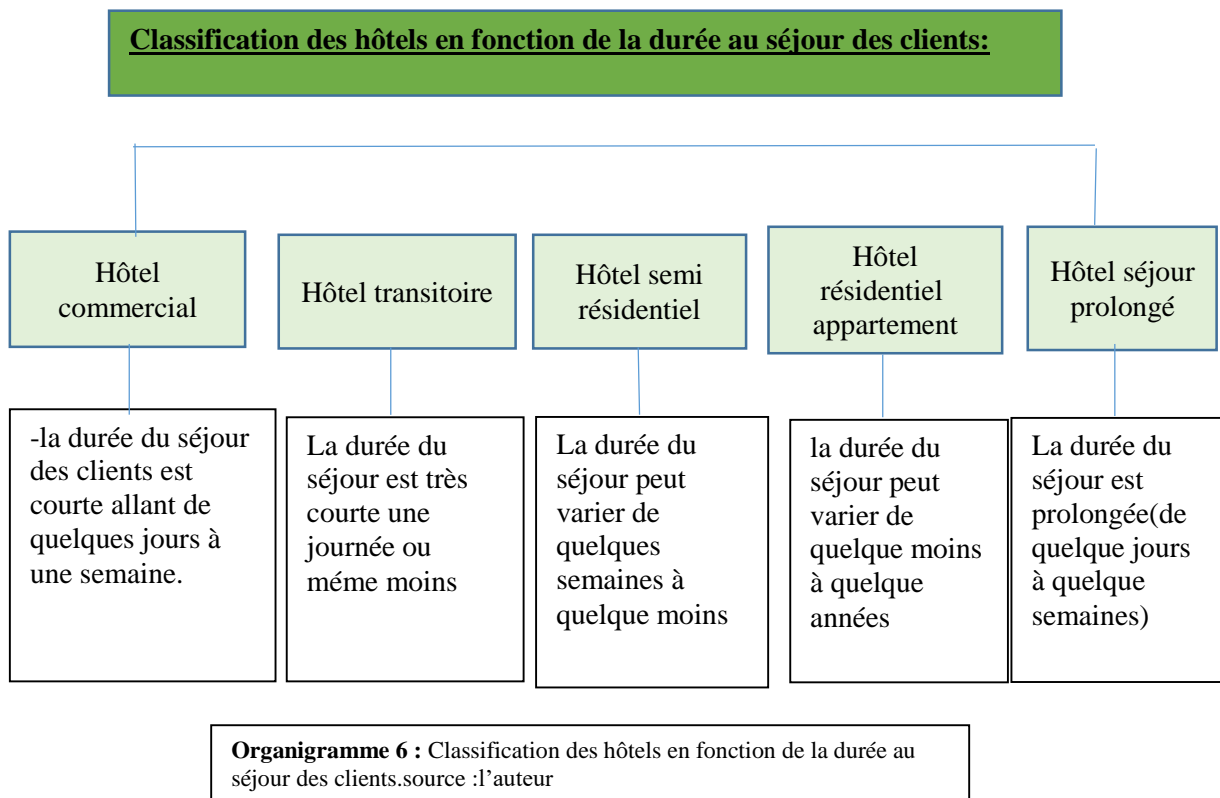 Classification des hôtels en fonction de la durée au séjour des clients:
Hôtel
commercial
Hôtel transitoire
Hôtel semi
résidentiel
Hôtel
résidentiel
appartement
Hôtel séjour
prolongé
-la durée du séjour
des clients est
courte allant de
quelques jours à
une semaine.
La durée du
séjour est très
courte une
journée ou
méme moins
La durée du
séjour peut
varier de
quelques
semaines à
quelque moins
la durée du
séjour peut
varier de
quelque moins
à quelque
années
La durée du
séjour est
prolongée(de
quelque jours
à quelque
semaines)
Organigramme 6 : Classification des hôtels en fonction de la durée au
séjour des clients.source :l’auteur